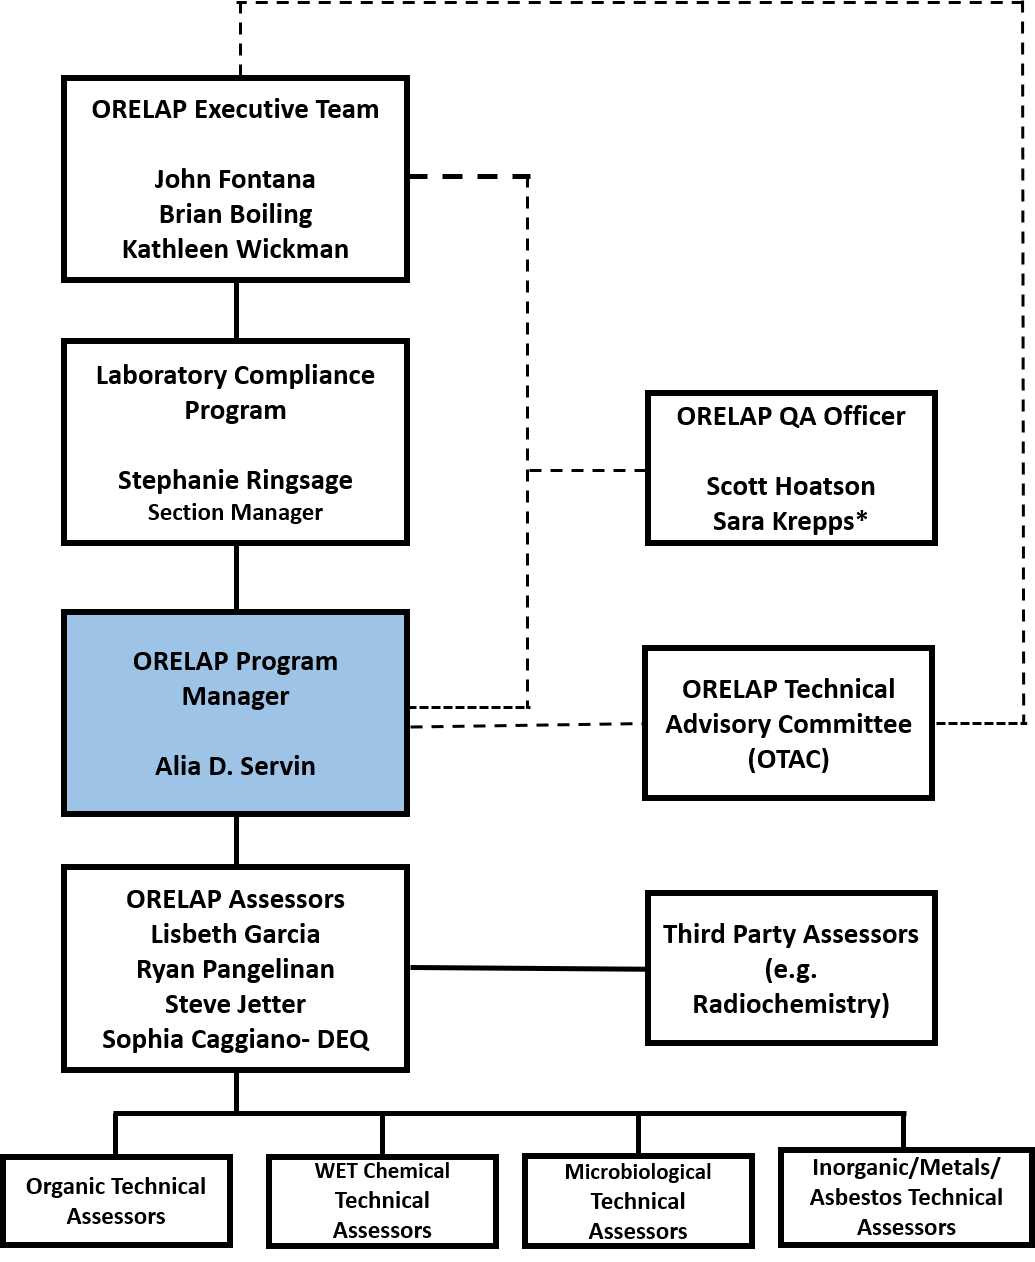 ORELAP Executive Team
John Fontana
Brian Boiling
Kathleen Wickman
Laboratory Compliance
Program
Stephanie Ringsage
Section Manager
ORELAP QA Officer
Scott Hoatson
Sara Krepps*
ORELAP Program
Manager
Alia D. Servin
ORELAP Technical
Advisory Committee
(OTAC)
ORELAP Assessors
Lisbeth Garcia
Ryan Pangelinan
Steve Jetter
Sophia Caggiano- DEQ
Third Party Assessors
(e.g.
Radiochemistry)
Organic Technical
Assessors
WET Chemical
Technical
Assessors
Microbiological
Technical
Assessors
Inorganic/Metals/
Asbestos Technical
Assessors